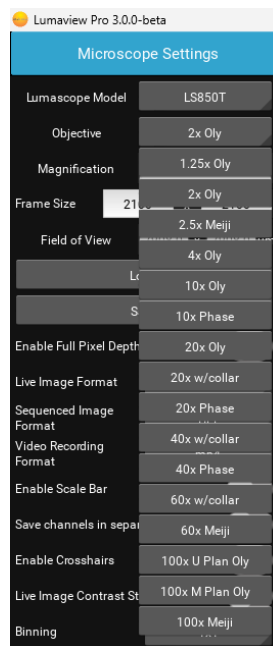 Lumaview Pro 3.0.0-beta
Microscope Settings
Lumascope Model LS850T
Objective 2x Oly
Magnification 1.25x Oly
Frame Size 21 2x Oly
Field of View 2.5x Meiji
4x Oly
Lo 10x Oly
S 10x Phase
Enable Full Pixel Depth 20x Oly
Live Image Format 20x w/collar
Sequenced Image
Format 20x Phase
Video Recording
Format 40x w/collar
40x Phase
Enable Scale Bar 60x w/collar
Save channels in separ 60x Meiji
Enable Crosshairs 100x U Plan Oly
Live Image Contrast St 100x M Plan Oly
Binning 100x Meiji